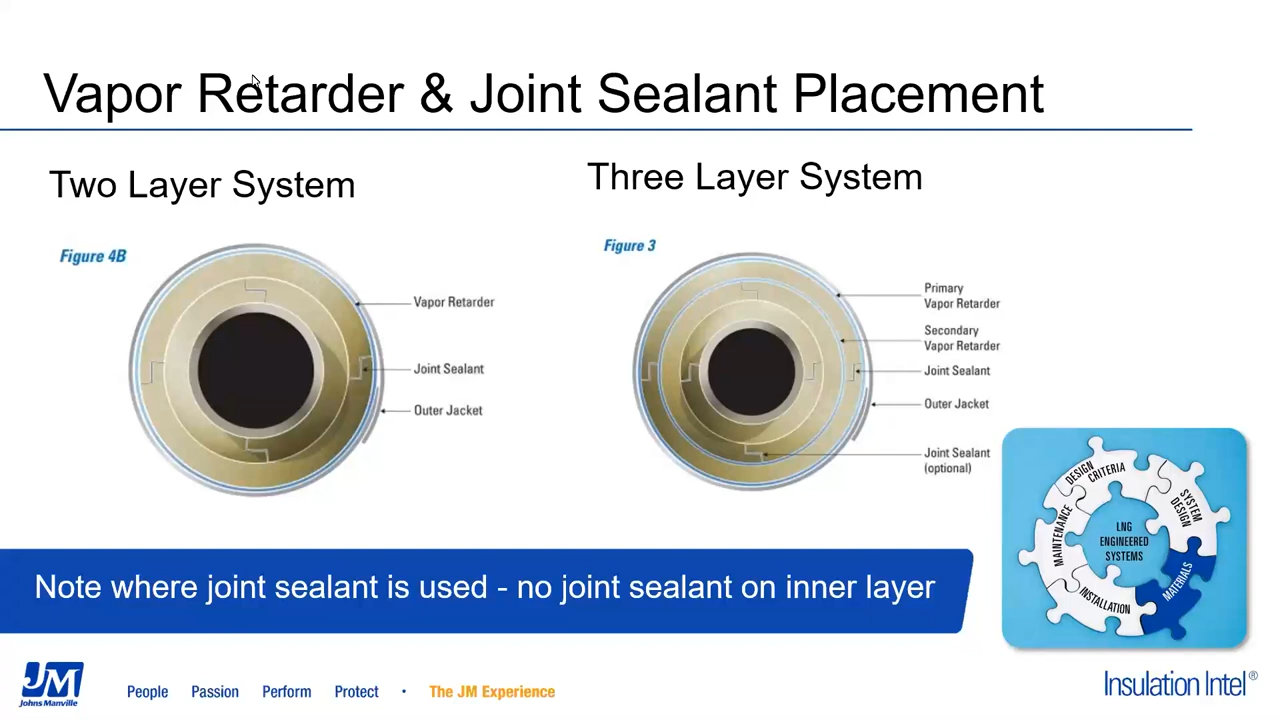 Vapor Retarder & Joint Sealant Placement
Two Layer System
Figure 4B
Vapor Retarder
Joint Sealant
Outer Jacket
Three Layer System
Figure 3
Primary
Vapor Retarder
Secondary
Vapor Retarder
Joint Sealant
Outer Jacket
Joint Sealant
(optional)
DESIGN
CRITERIA
SYSTEM
DESIGN
MATERIALS
INSTALLATION
MAINTENANCE
LNG
ENGINEERED
SYSTEMS
Note where joint sealant is used - no joint sealant on inner layer
JM
Johns Manville
People Passion Perform Protect • The JM Experience
Insulation Intel®